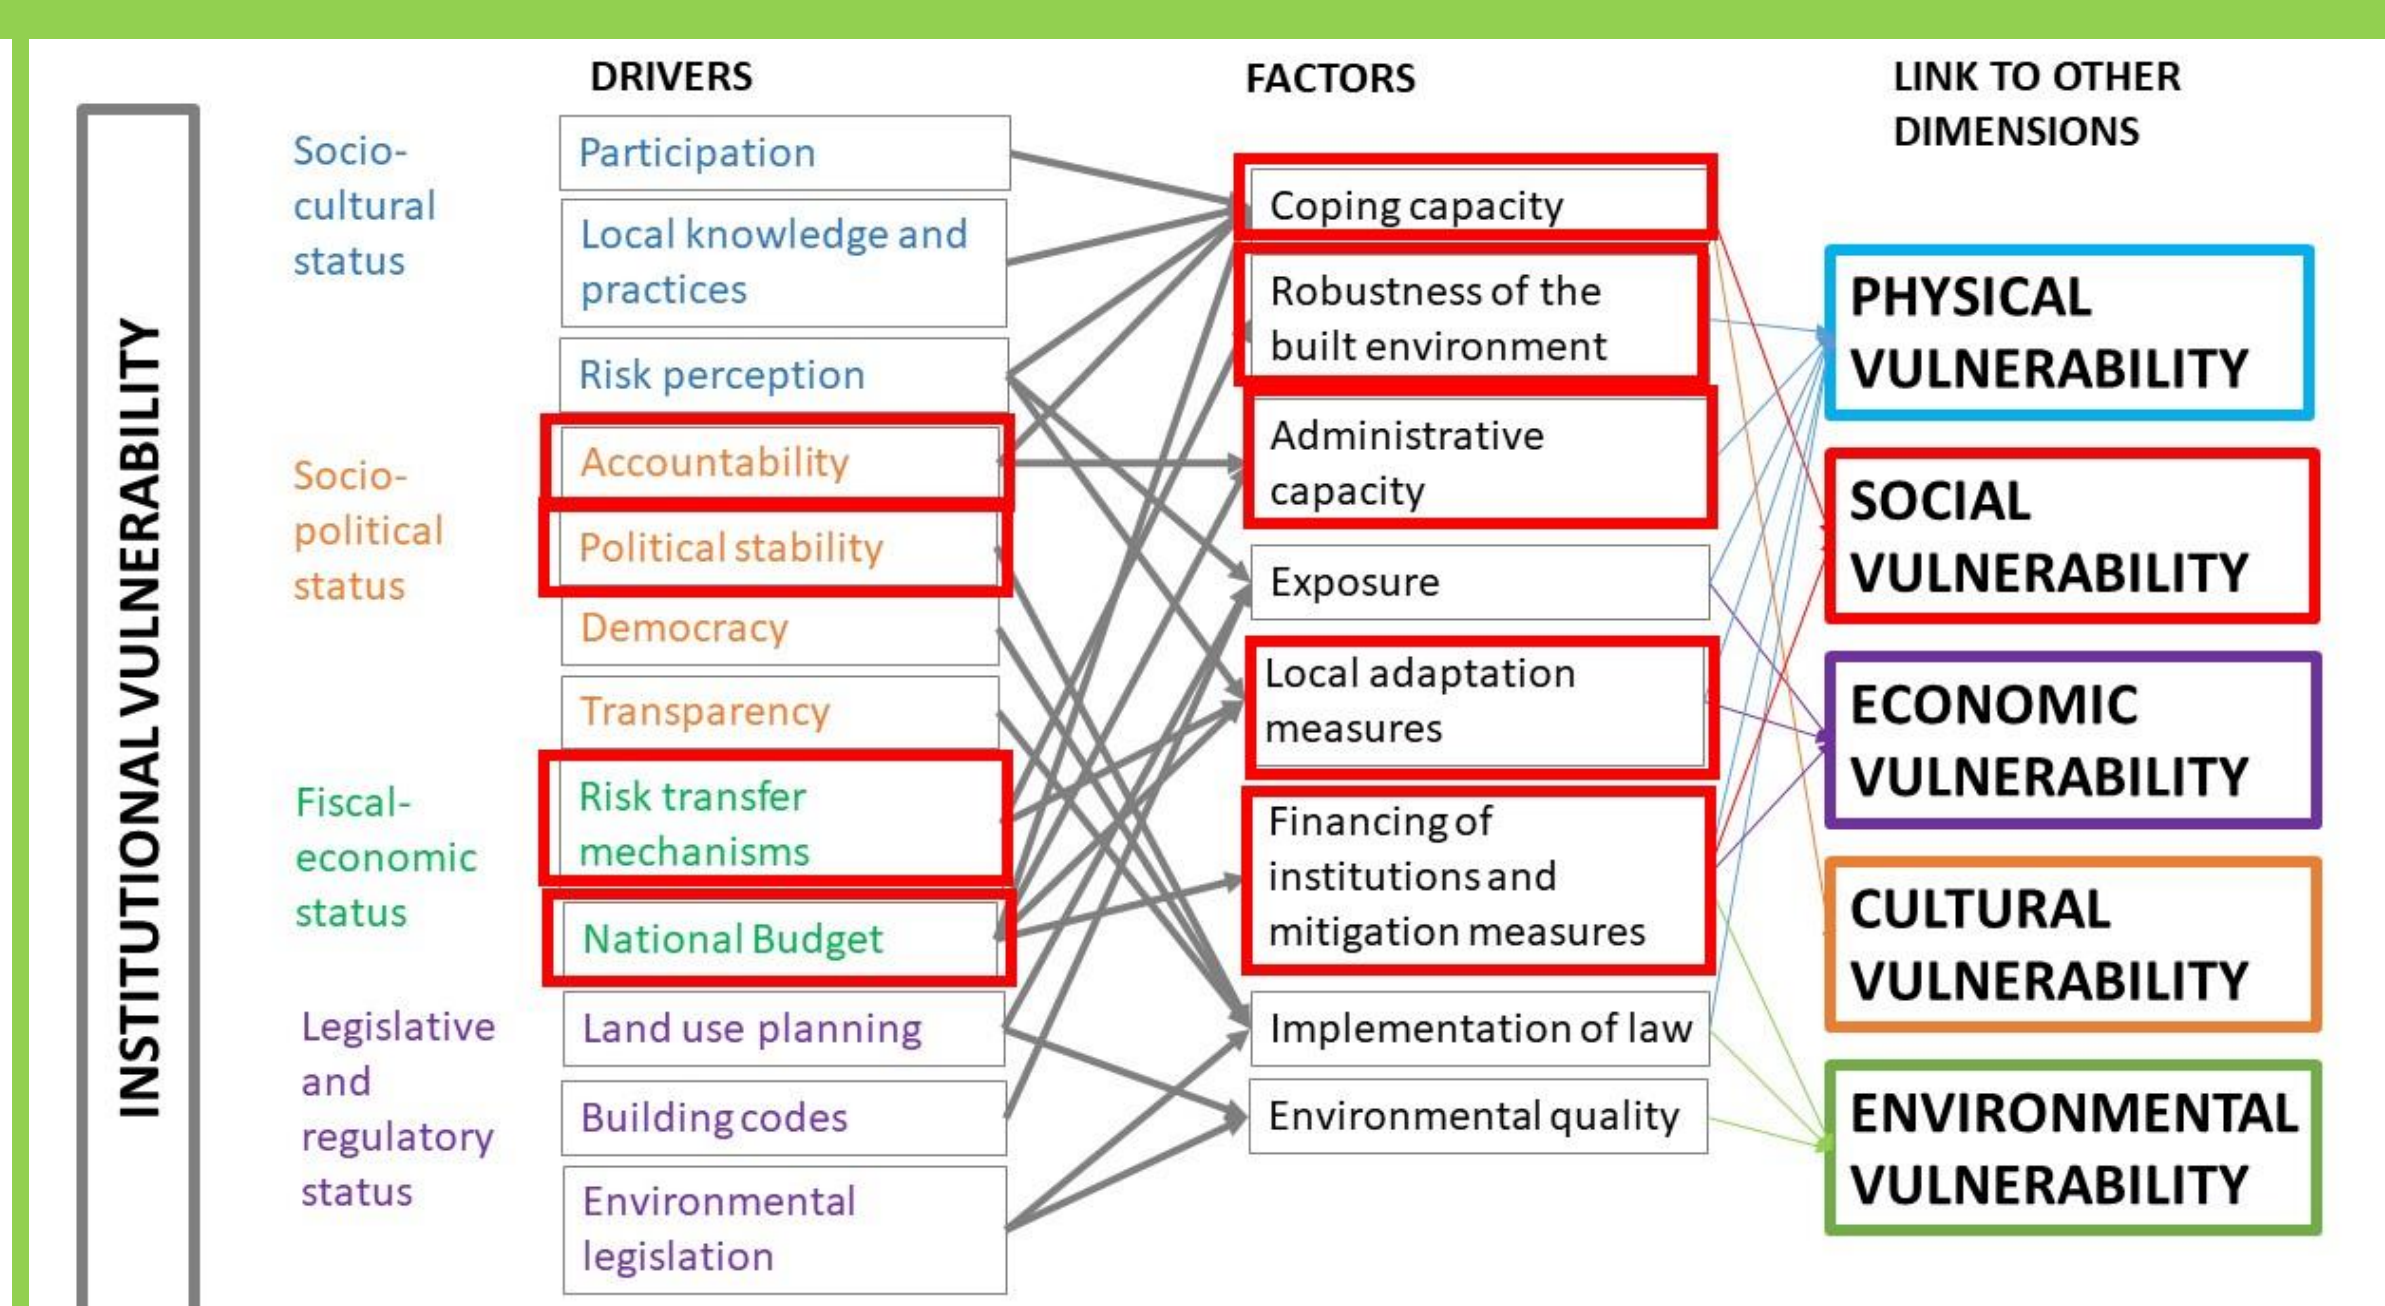 INSTITUTIONAL VULNERABILITY
DRIVERS
FACTORS
LINK TO OTHER
DIMENSIONS
Socio-
cultural
status
Participation
Local knowledge and
practices
Risk perception
Socio-
political
status
Accountability
Political stability
Democracy
Transparency
Fiscal-
economic
status
Risk transfer
mechanisms
National Budget
Legislative
and
regulatory
status
Land use planning
Building codes
Environmental
legislation
Coping capacity
Robustness of the
built environment
Administrative
capacity
Exposure
Local adaptation
measures
Financing of
institutions and
mitigation measures
Implementation of law
Environmental quality
PHYSICAL
VULNERABILITY
SOCIAL
VULNERABILITY
ECONOMIC
VULNERABILITY
CULTURAL
VULNERABILITY
ENVIRONMENTAL
VULNERABILITY